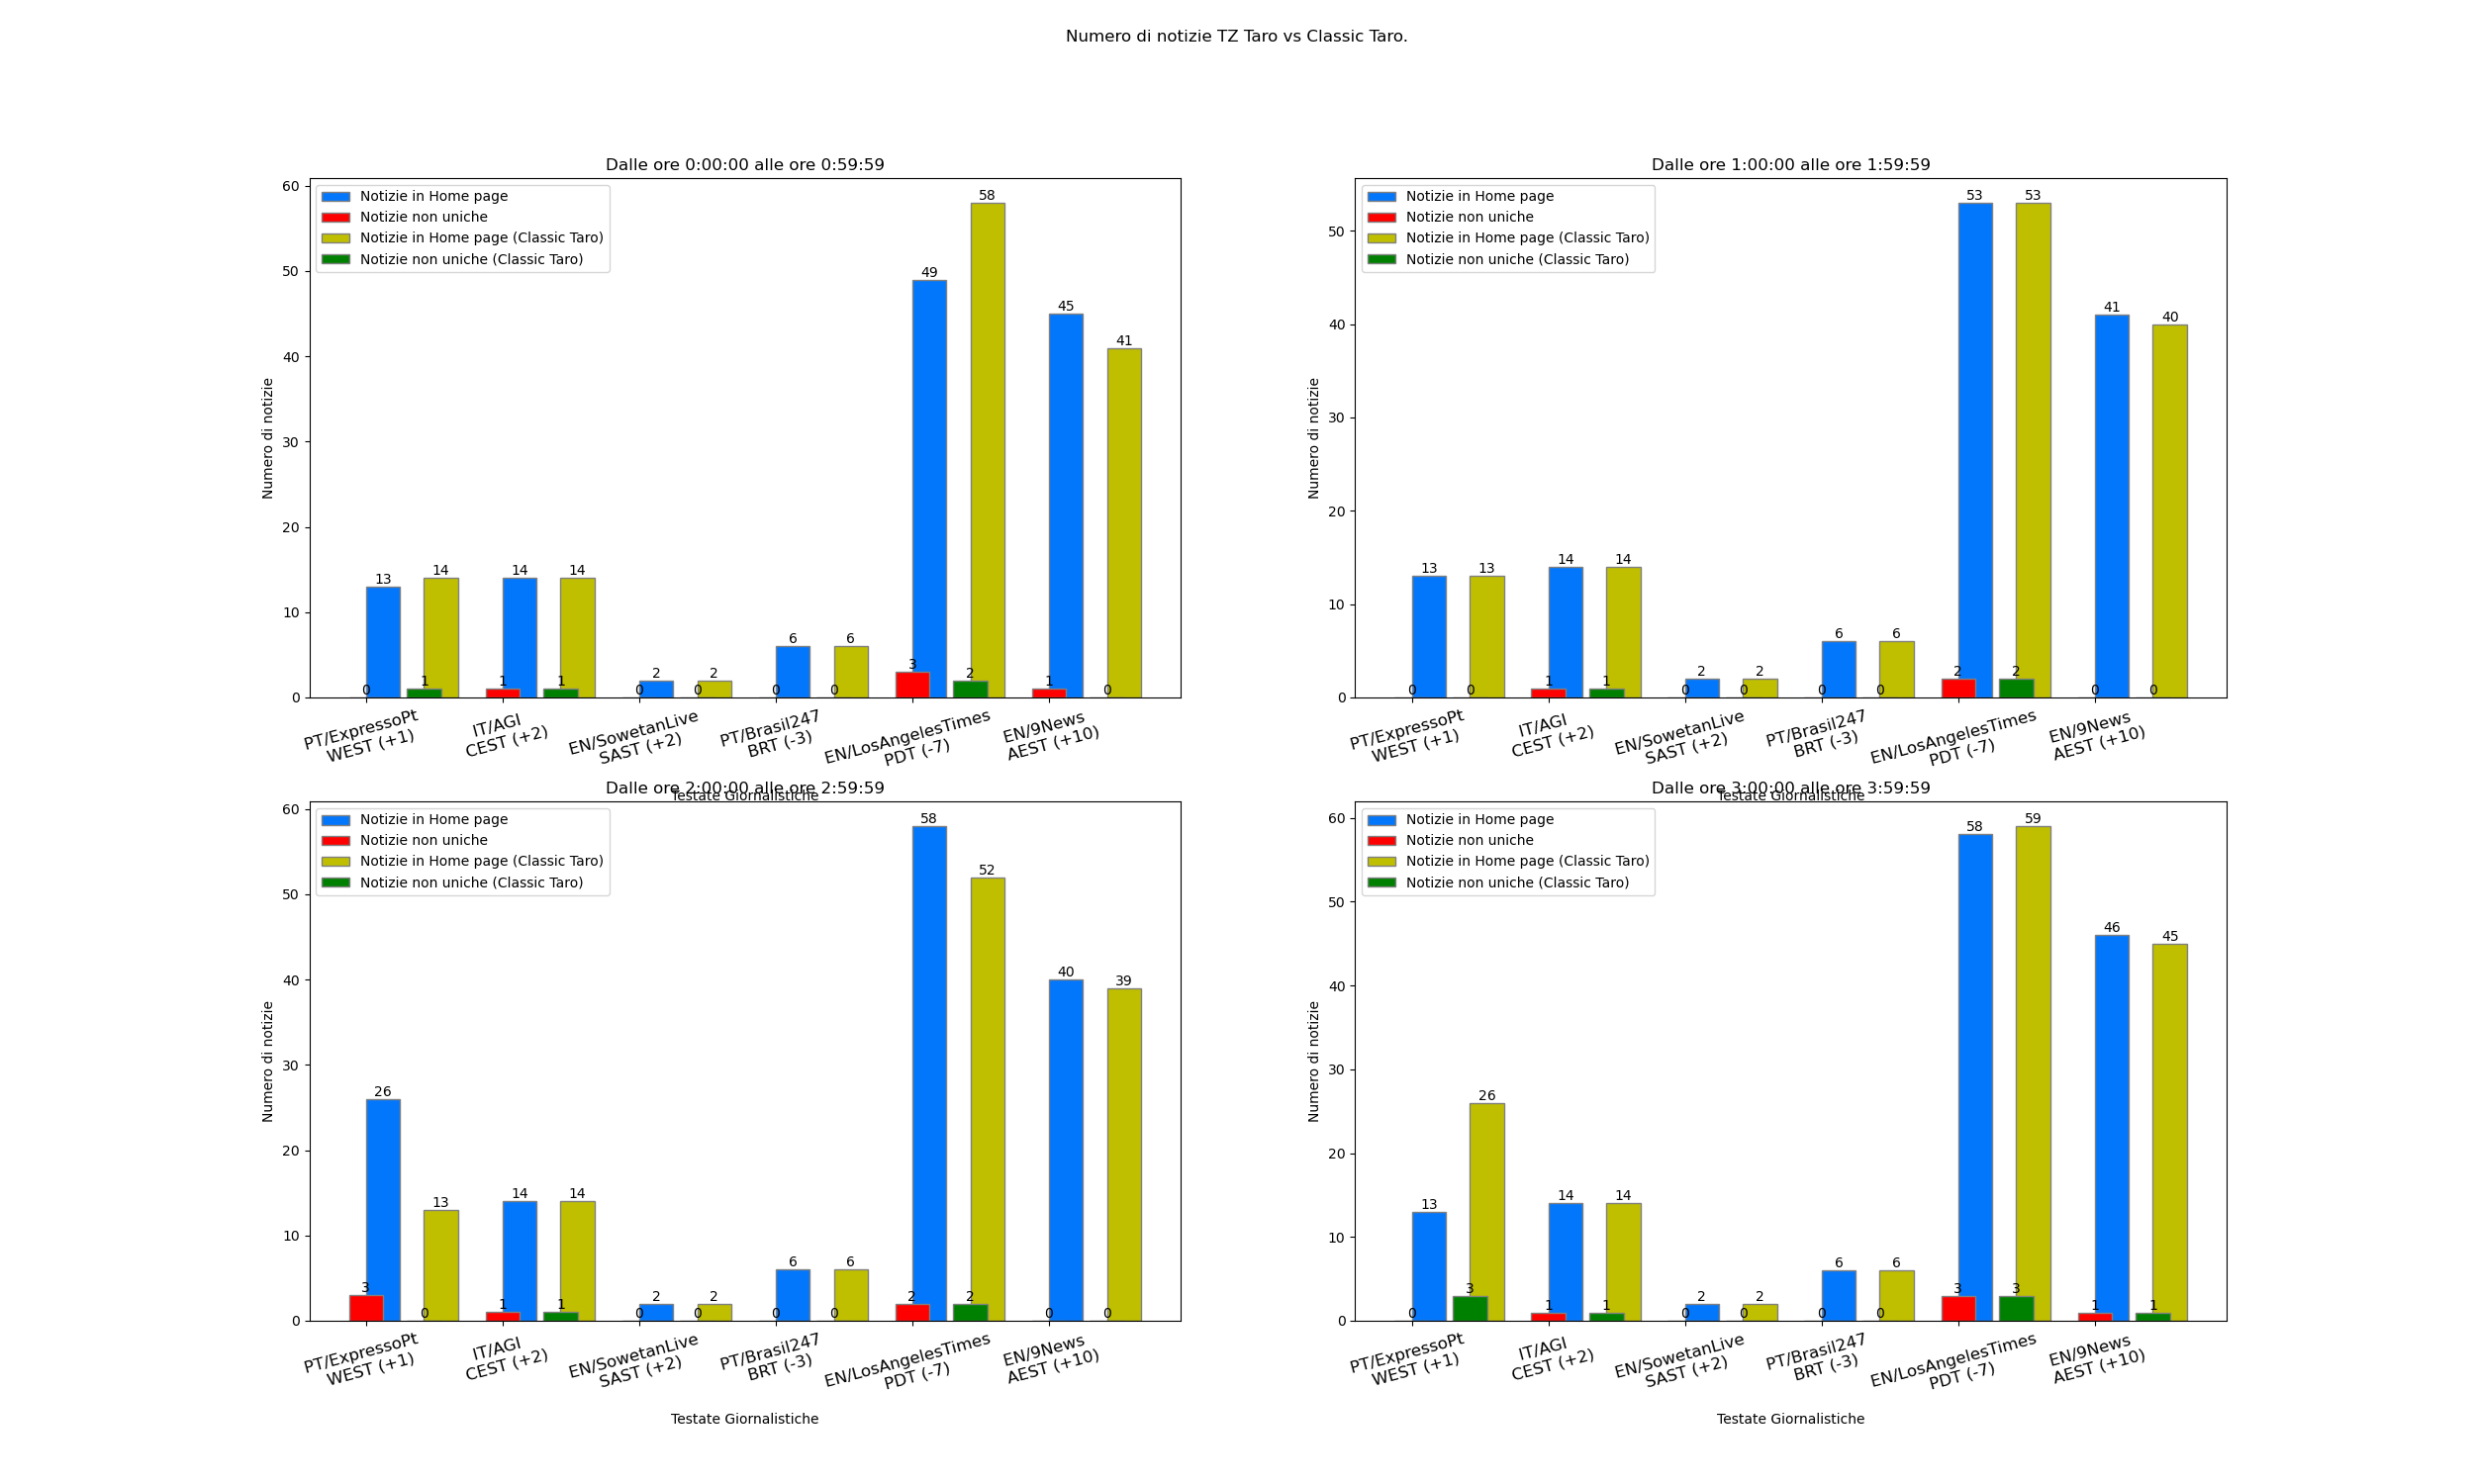 Numero di notizie TZ Taro vs Classic Taro.
Dalle ore 0:00:00 alle ore 0:59:59
Numero di notizie
60
50
40
30
20
10
0
Notizie in Home page
Notizie non uniche
Notizie in Home page (Classic Taro)
Notizie non uniche (Classic Taro)
13 14 14 14 2 2 6 6 49 58 45 41
0 1 1 1 0 0 0 0 3 2 1 0
PT/ExpressoPt
WEST (+1)
IT/AGI
CEST (+2)
EN/SowetanLive
SAST (+2)
PT/Brasil247
BRT (-3)
EN/LosAngelesTimes
PDT (-7)
EN/9News
AEST (+10)
Testate Giornalistiche
Dalle ore 1:00:00 alle ore 1:59:59
Numero di notizie
50
40
30
20
10
0
Notizie in Home page
Notizie non uniche
Notizie in Home page (Classic Taro)
Notizie non uniche (Classic Taro)
13 13 14 14 2 2 6 6 53 53 41 40
0 0 1 1 0 0 0 0 2 2 0 0
PT/ExpressoPt
WEST (+1)
IT/AGI
CEST (+2)
EN/SowetanLive
SAST (+2)
PT/Brasil247
BRT (-3)
EN/LosAngelesTimes
PDT (-7)
EN/9News
AEST (+10)
Testate Giornalistiche
Dalle ore 2:00:00 alle ore 2:59:59
Numero di notizie
60
50
40
30
20
10
0
Notizie in Home page
Notizie non uniche
Notizie in Home page (Classic Taro)
Notizie non uniche (Classic Taro)
26 13 14 14 2 2 6 6 58 52 40 39
3 0 1 1 0 0 0 0 2 2 0 0
PT/ExpressoPt
WEST (+1)
IT/AGI
CEST (+2)
EN/SowetanLive
SAST (+2)
PT/Brasil247
BRT (-3)
EN/LosAngelesTimes
PDT (-7)
EN/9News
AEST (+10)
Testate Giornalistiche
Dalle ore 3:00:00 alle ore 3:59:59
Numero di notizie
60
50
40
30
20
10
0
Notizie in Home page
Notizie non uniche
Notizie in Home page (Classic Taro)
Notizie non uniche (Classic Taro)
13 26 14 14 2 2 6 6 58 59 46 45
0 3 1 1 0 0 0 0 3 3 1 1
PT/ExpressoPt
WEST (+1)
IT/AGI
CEST (+2)
EN/SowetanLive
SAST (+2)
PT/Brasil247
BRT (-3)
EN/LosAngelesTimes
PDT (-7)
EN/9News
AEST (+10)
Testate Giornalistiche